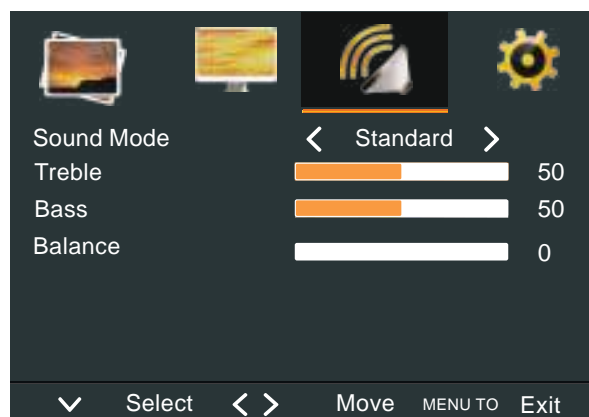 Sound Mode Standard
Treble 50
Bass 50
Balance 0
Select Move MENU TO Exit